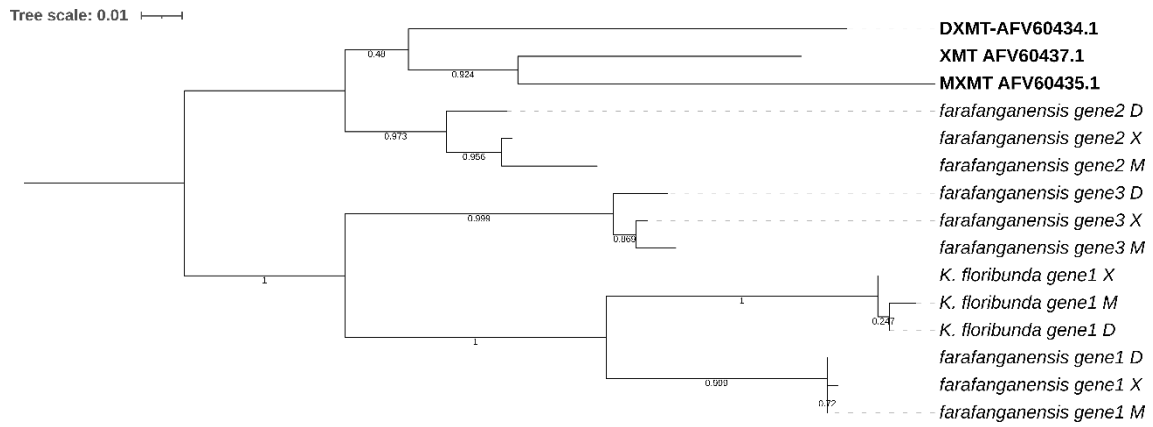 Tree scale: 0.01
DXMT-AFV60434.1
0.48
XMT AFV60437.1
0.924
MXMT AFV60435.1
farafanganensis gene2 D
0.973
farafanganensis gene2 X
0.956
farafanganensis gene2 M
farafanganensis gene3 D
0.999
farafanganensis gene3 X
0.869
farafanganensis gene3 M
1
K. floribunda gene1 X
1
K. floribunda gene1 M
0.247
K. floribunda gene1 D
1
farafanganensis gene1 D
0.999
farafanganensis gene1 X
0.72
farafanganensis gene1 M